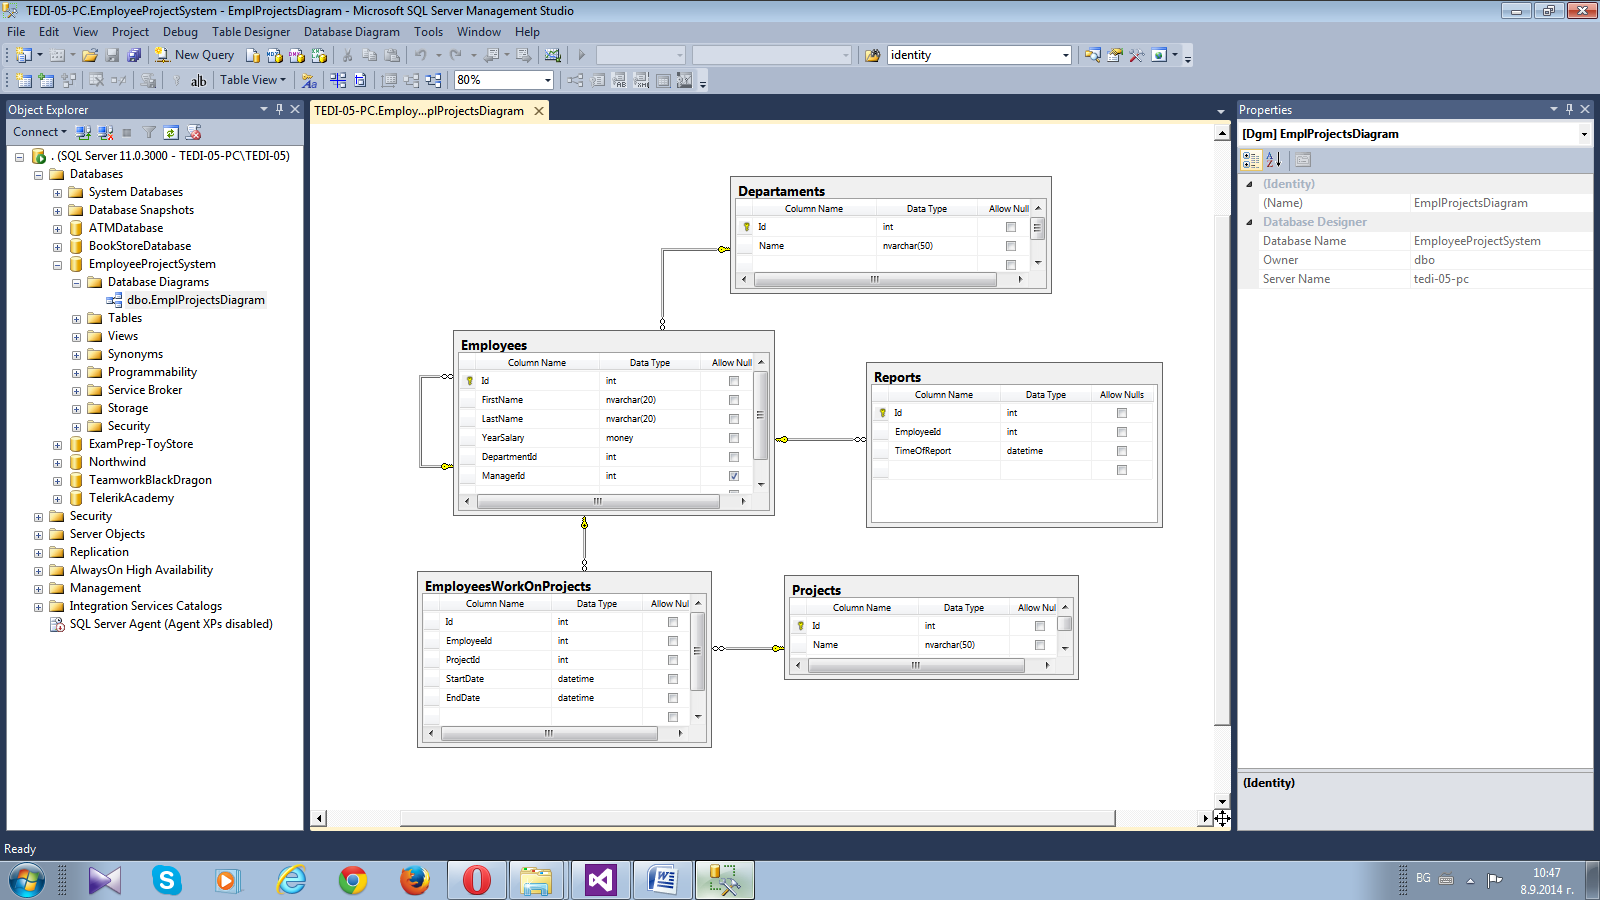 TEDI-05-PC.EmployeeProjectSystem - EmplProjectsDiagram - Microsoft SQL Server Management Studio
File Edit View Project Debug Table Designer Database Diagram Tools Window Help
New Query identity
ab| Table View 80%
Object Explorer
Connect
. (SQL Server 11.0.3000 - TEDI-05-PC\TEDI-05)
Databases
System Databases
Database Snapshots
ATMDatabase
BookStoreDatabase
EmployeeProjectSystem
Database Diagrams
dbo.EmplProjectsDiagram
Tables
Views
Synonyms
Programmability
Service Broker
Storage
Security
ExamPrep-ToyStore
Northwind
TeamworkBlackDragon
TelerikAcademy
Security
Server Objects
Replication
AlwaysOn High Availability
Management
Integration Services Catalogs
SQL Server Agent (Agent XPs disabled)
TEDI-05-PC.Employ...plProjectsDiagram
Departaments
Column Name Data Type Allow Null
Id int
Name nvarchar(50)
Employees
Column Name Data Type Allow Null
Id int
FirstName nvarchar(20)
LastName nvarchar(20)
YearSalary money
DepartmentId int
ManagerId int
Reports
Column Name Data Type Allow Nulls
Id int
EmployeeId int
TimeOfReport datetime
EmployeesWorkOnProjects
Column Name Data Type Allow Nul
Id int
EmployeeId int
ProjectId int
StartDate datetime
EndDate datetime
Projects
Column Name Data Type Allow Nul
Id int
Name nvarchar(50)
Properties
[Dgm] EmplProjectsDiagram
(Identity)
(Name) EmplProjectsDiagram
Database Designer
Database Name EmployeeProjectSystem
Owner dbo
Server Name tedi-05-pc
(Identity)
Ready
BG
10:47
8.9.2014 г.